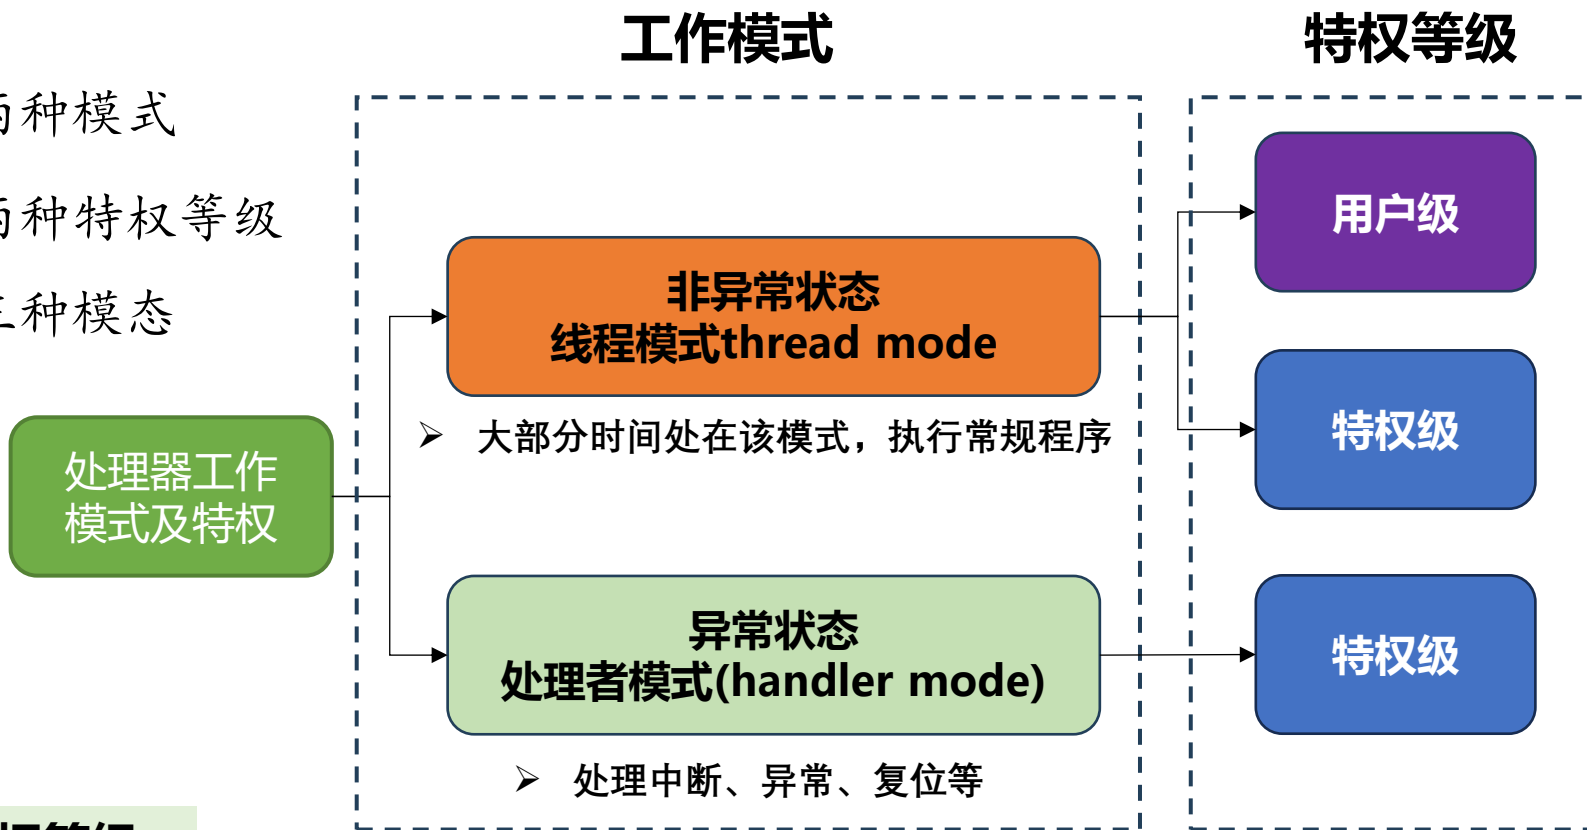 工作模式
特权等级
两种模式
两种特权等级
三种模态
用户级
非异常状态
线程模式thread mode
特权级
➢ 大部分时间处在该模式，执行常规程序
处理器工作
模式及特权
异常状态
处理者模式(handler mode)
特权级
➢ 处理中断、异常、复位等